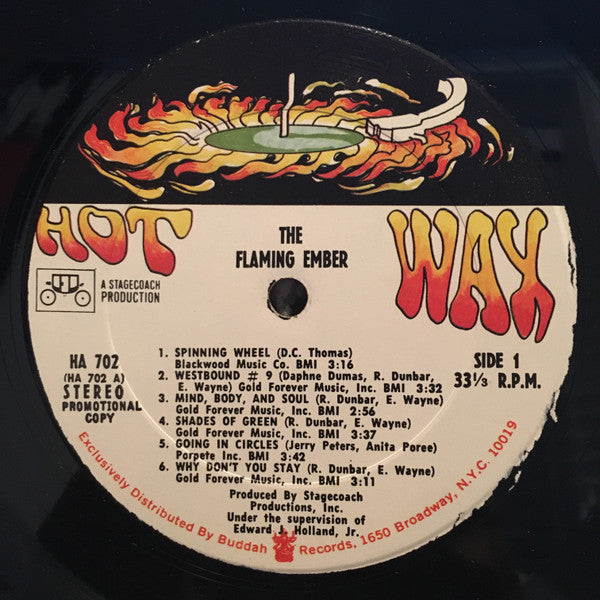 HOT WAX
THE
FLAMING EMBER
A STAGECOACH
PRODUCTION
HA 702
(HA 702 A)
STEREO
PROMOTIONAL
COPY
SIDE 1
33⅓ R.P.M.
1. SPINNING WHEEL (D.C. Thomas)
Blackwood Music Co. BMI 3:16
2. WESTBOUND # 9 (Daphne Dumas, R. Dunbar,
E. Wayne) Gold Forever Music, Inc. BMI 3:32
3. MIND, BODY, AND SOUL (R. Dunbar, E. Wayne)
Gold Forever Music, Inc. BMI 2:56
4. SHADES OF GREEN (R. Dunbar, E. Wayne)
Gold Forever Music, Inc. BMI 3:37
5. GOING IN CIRCLES (Jerry Peters, Anita Poree)
Porpete Inc. BMI 3:42
6. WHY DON'T YOU STAY (R. Dunbar, E. Wayne)
Gold Forever Music, Inc. BMI 3:11
Produced By Stagecoach
Productions, Inc.
Under the supervision of
Edward J. Holland, Jr.
Exclusively Distributed By Buddah Records, 1650 Broadway, N.Y.C. 10019